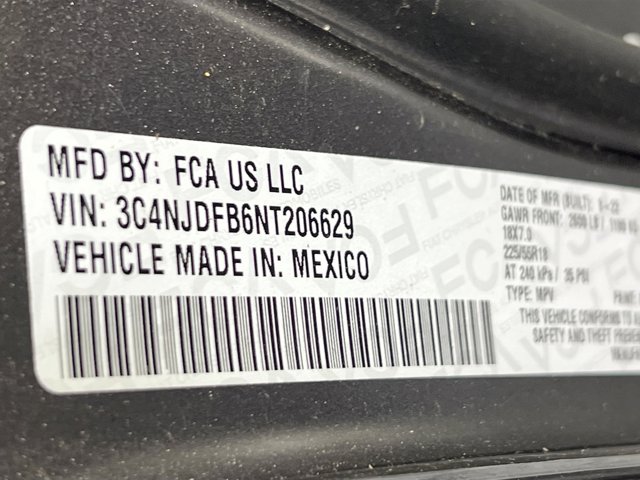 MFD BY: FCA US LLC
VIN: 3C4NJDFB6NT206629
VEHICLE MADE IN: MEXICO
DATE OF MFR (BUILT):
GAWR FRONT:
18X7.0
225/55R18
AT 240 kPa / 35 PSI
TYPE: MPV
THIS VEHICLE CONFORMS TO
SAFETY AND THEFT